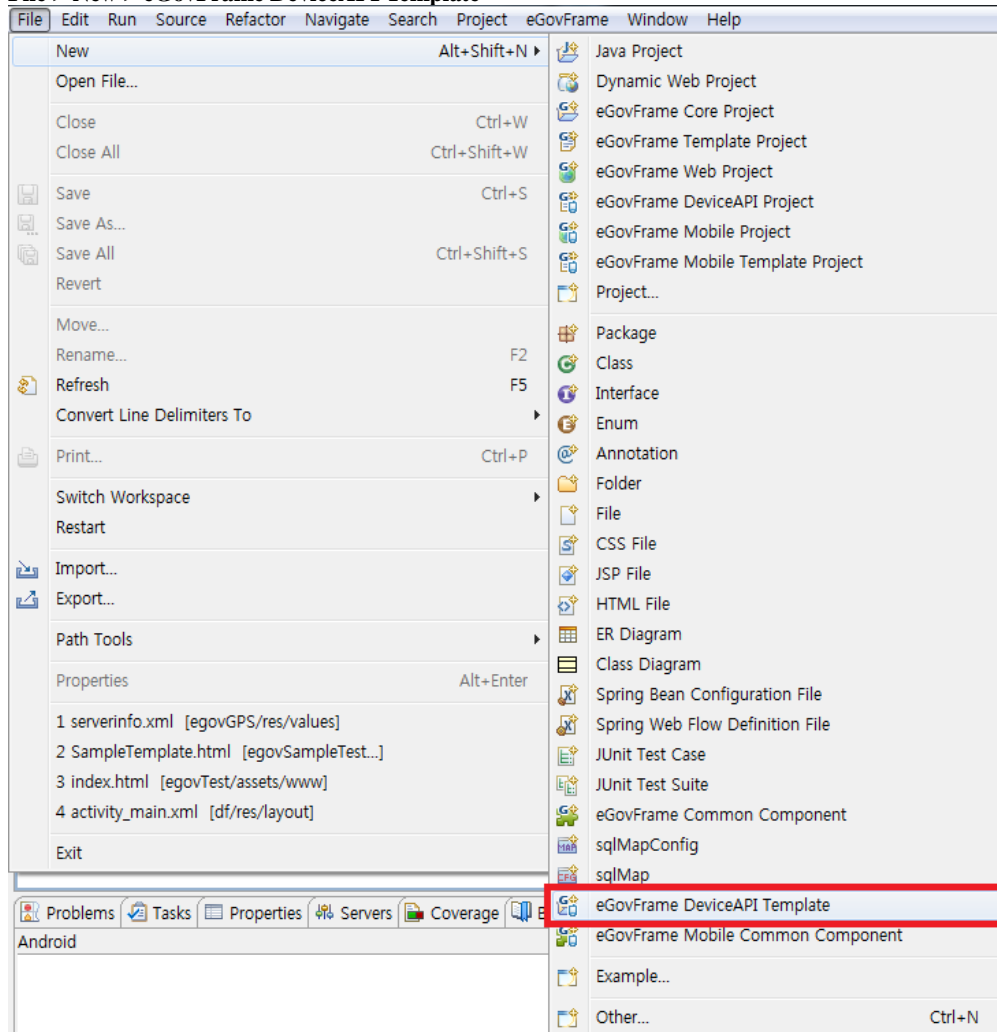 File> New > eGovFrame DeviceAPI Template
File Edit Run Source Refactor Navigate Search Project eGovFrame Window Help
New Alt+Shift+N
Open File...
Close Ctrl+W
Close All Ctrl+Shift+W
Save Ctrl+S
Save As...
Save All Ctrl+Shift+S
Revert
Move...
Rename... F2
Refresh F5
Convert Line Delimiters To
Print... Ctrl+P
Switch Workspace
Restart
Import...
Export...
Path Tools
Properties Alt+Enter
1 serverinfo.xml [egovGPS/res/values]
2 SampleTemplate.html [egovSampleTest...]
3 index.html [egovTest/assets/www]
4 activity_main.xml [df/res/layout]
Exit
Java Project
Dynamic Web Project
eGovFrame Core Project
eGovFrame Template Project
eGovFrame Web Project
eGovFrame DeviceAPI Project
eGovFrame Mobile Project
eGovFrame Mobile Template Project
Project...
Package
Class
Interface
Enum
Annotation
Folder
File
CSS File
JSP File
HTML File
ER Diagram
Class Diagram
Spring Bean Configuration File
Spring Web Flow Definition File
JUnit Test Case
JUnit Test Suite
eGovFrame Common Component
sqlMapConfig
sqlMap
eGovFrame DeviceAPI Template
eGovFrame Mobile Common Component
Example...
Other... Ctrl+N
Problems Tasks Properties Servers Coverage
Android